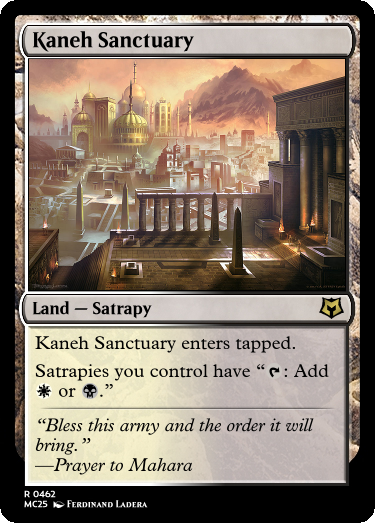 Kaneh Sanctuary
Land — Satrapy
Kaneh Sanctuary enters tapped.
Satrapies you control have “: Add
 or .”
“Bless this army and the order it will
bring.”
—Prayer to Mahara
R 0462
MC25 Ferdinand Ladera